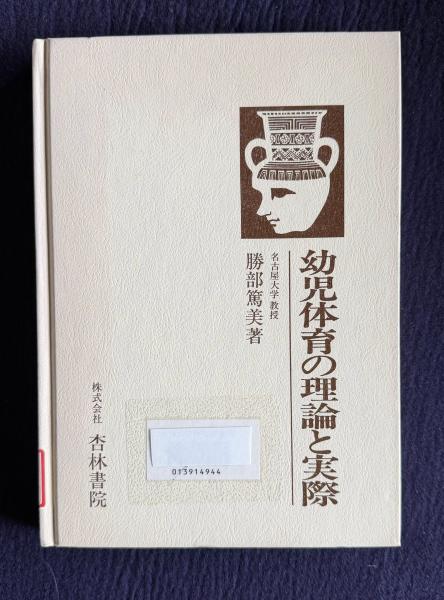 幼児体育の理論と実際
名古屋大学教授
勝部篤美著
株式会社 杏林書院
013914944